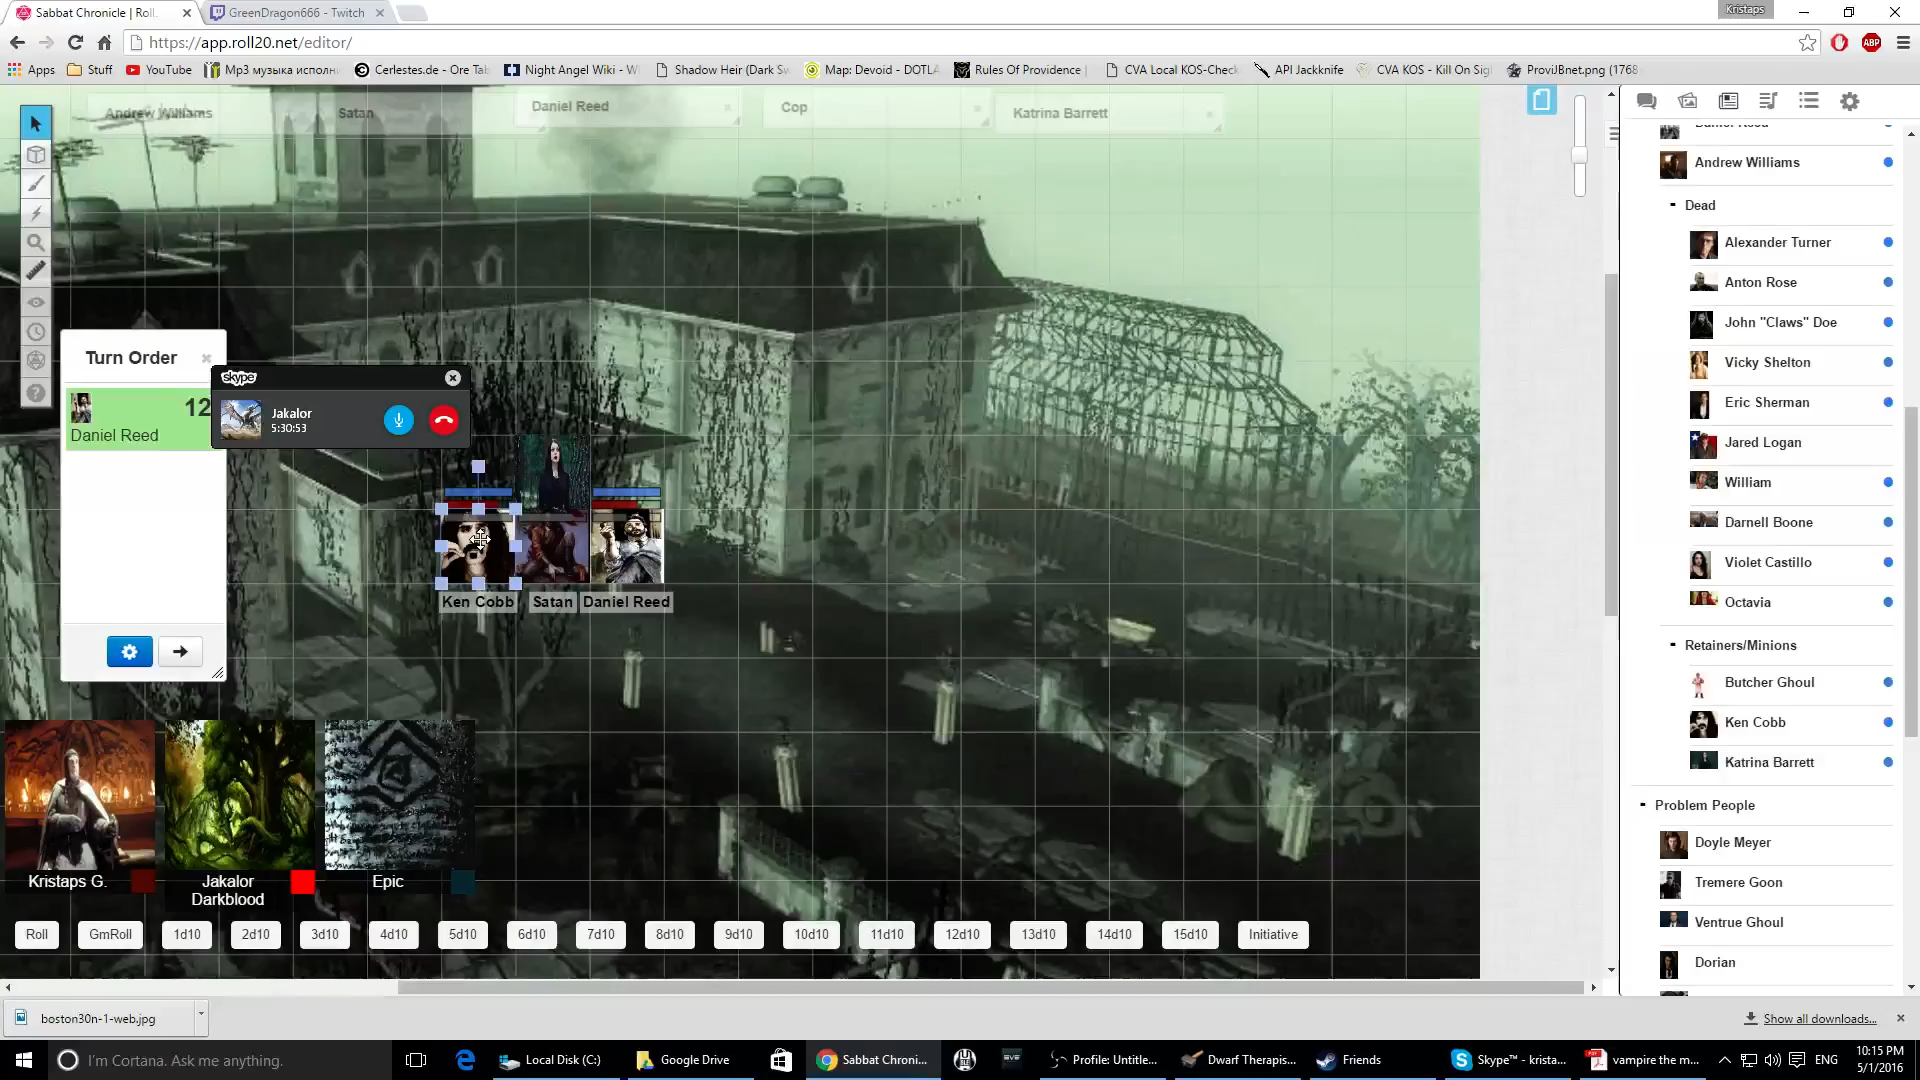 Sabbat Chronicle | Roll.
GreenDragon666 - Twitch
Kristaps
https://app.roll20.net/editor/
Apps
Stuff
YouTube
Mp3 музыка исполни
Cerlestes.de - Ore Tab
Night Angel Wiki - W
Shadow Heir (Dark Sw
Map: Devoid - DOTLA
Rules Of Providence |
CVA Local KOS-Check
API Jackknife
CVA KOS - Kill On Sig
ProviJBnet.png (1768
ABP
Andrew Williams
Satan
Daniel Reed
Cop
Katrina Barrett
Andrew Williams
Dead
Alexander Turner
Anton Rose
John "Claws" Doe
Vicky Shelton
Eric Sherman
Jared Logan
William
Darnell Boone
Violet Castillo
Octavia
Retainers/Minions
Butcher Ghoul
Ken Cobb
Katrina Barrett
Problem People
Doyle Meyer
Tremere Goon
Ventrue Ghoul
Dorian
Turn Order
12
Daniel Reed
skype
Jakalor
5:30:53
Ken Cobb
Satan
Daniel Reed
Kristaps G.
Jakalor
Darkblood
Epic
Roll
GmRoll
1d10
2d10
3d10
4d10
5d10
6d10
7d10
8d10
9d10
10d10
11d10
12d10
13d10
14d10
15d10
Initiative
boston30n-1-web.jpg
Show all downloads...
I'm Cortana. Ask me anything.
Local Disk (C:)
Google Drive
Sabbat Chroni...
EVE
Profile: Untitle...
Dwarf Therapis...
Friends
Skype™ - krista...
vampire the m...
ENG
10:15 PM
5/1/2016